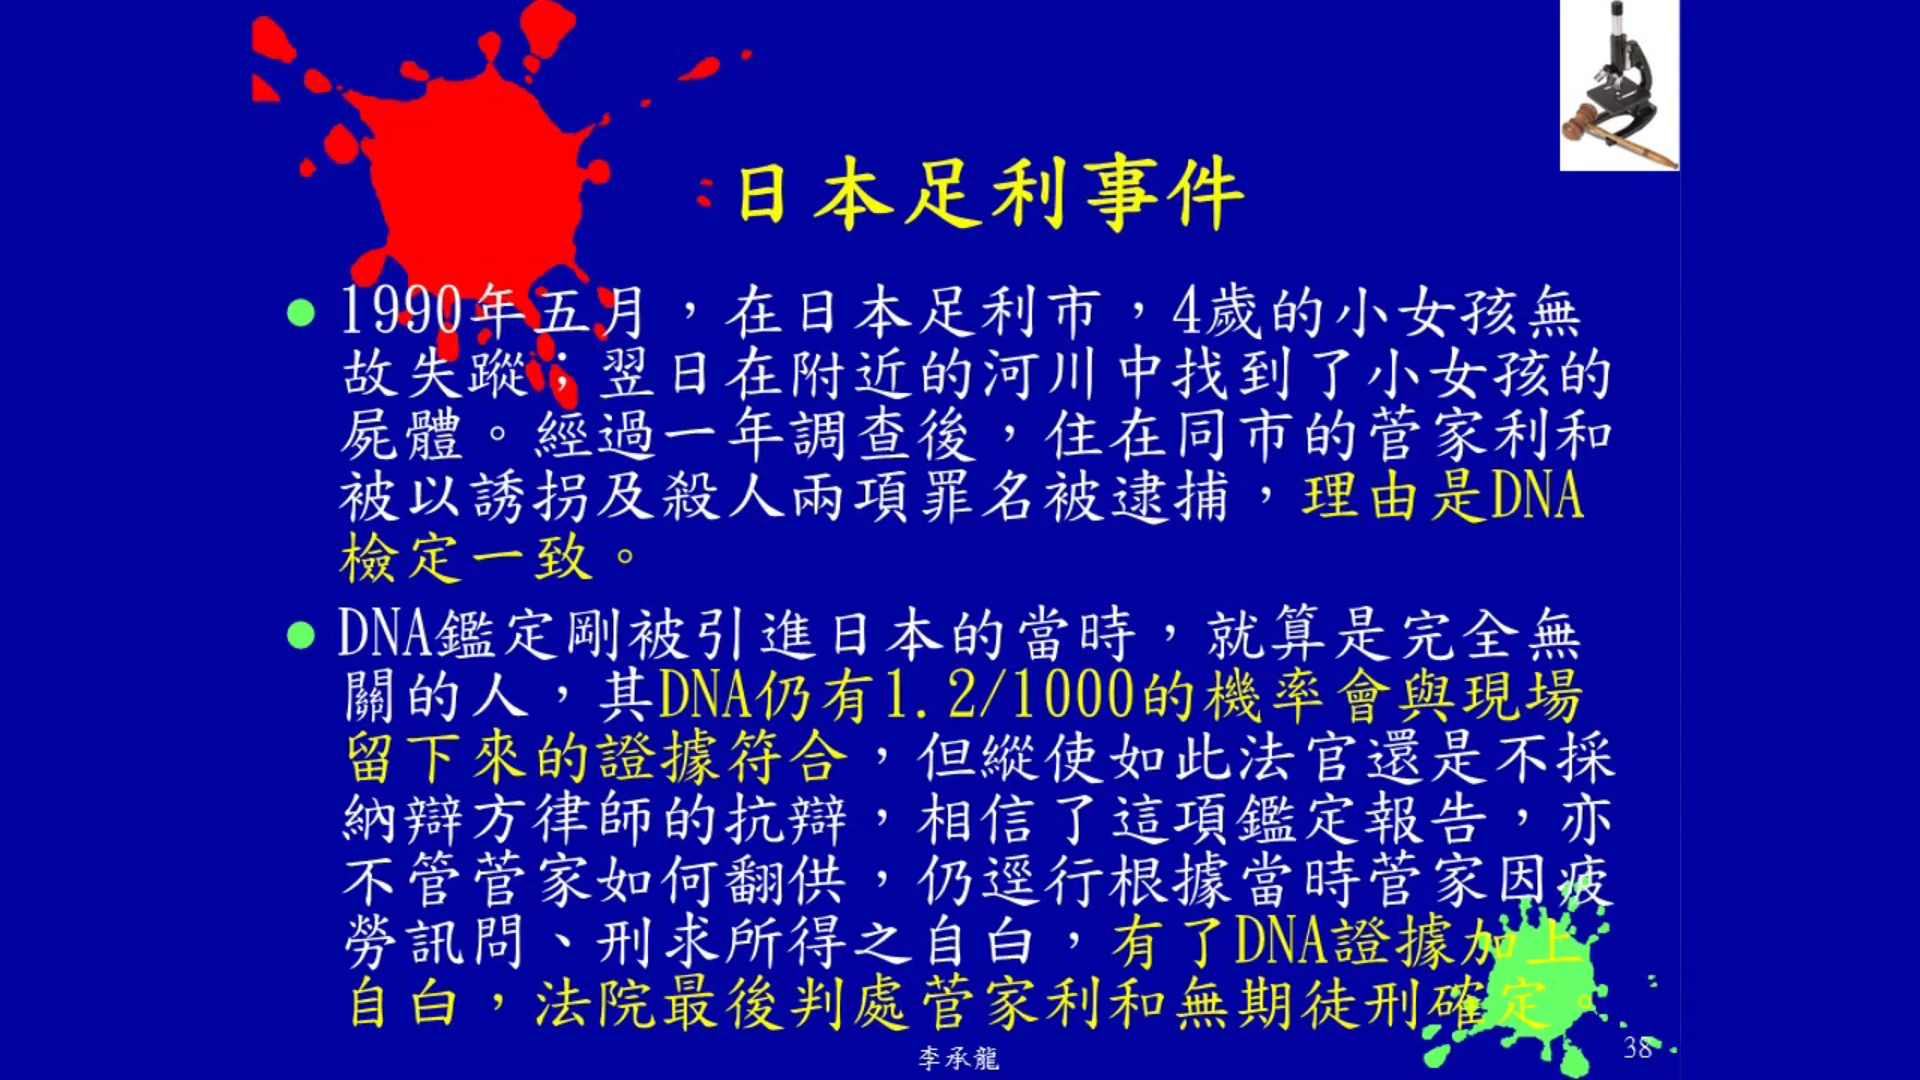 日本足利事件
1990年五月，在日本足利市，4歲的小女孩無
故失蹤；翌日在附近的河川中找到了小女孩的
屍體。經過一年調查後，住在同市的菅家利和
被以誘拐及殺人兩項罪名被逮捕，理由是DNA
檢定一致。
DNA鑑定剛被引進日本的當時，就算是完全無
關的人，其DNA仍有1.2/1000的機率會與現場
留下來的證據符合，但縱使如此法官還是不採
納辯方律師的抗辯，相信了這項鑑定報告，亦
不管菅家如何翻供，仍逕行根據當時菅家因疲
勞訊問、刑求所得之自白，有了DNA證據加上
自白，法院最後判處菅家利和無期徒刑確定。
李承龍
38